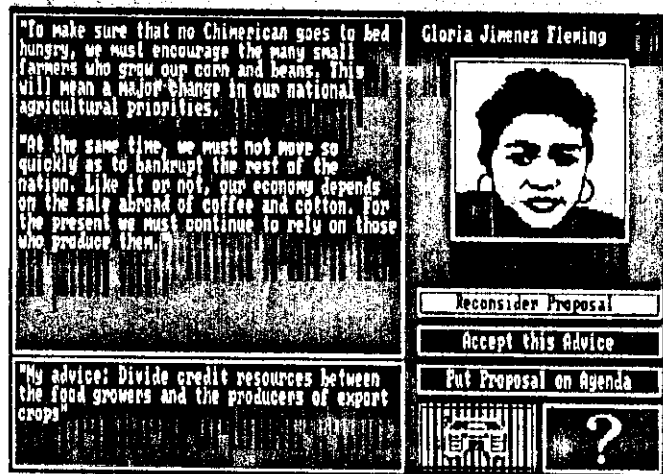 "To make sure that no Chimerican goes to bed
hungry, we must encourage the many small
farmers who grow our corn and beans. This
will mean a major change in our national
agricultural priorities.
"At the same time, we must not move so
quickly as to bankrupt the rest of the
nation. Like it or not, our economy depends
on the sale abroad of coffee and cotton. For
the present we must continue to rely on those
who produce them."
"My advice: Divide credit resources between
the food growers and the producers of export
crops"
Gloria Jimenez Fleming
Reconsider Proposal
Accept this Advice
Put Proposal on Agenda
?